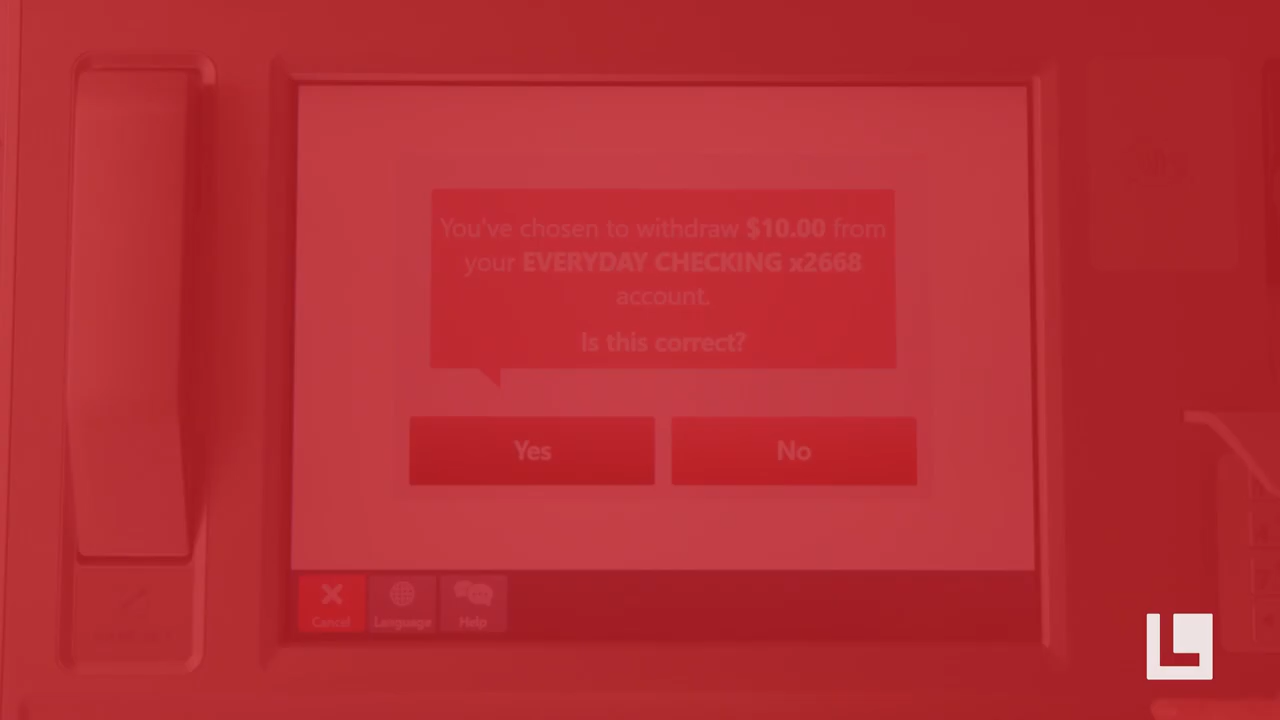 You've chosen to withdraw $10.00 from
your EVERYDAY CHECKING x2668
account.
Is this correct?
Yes
No
Cancel
Language
Help